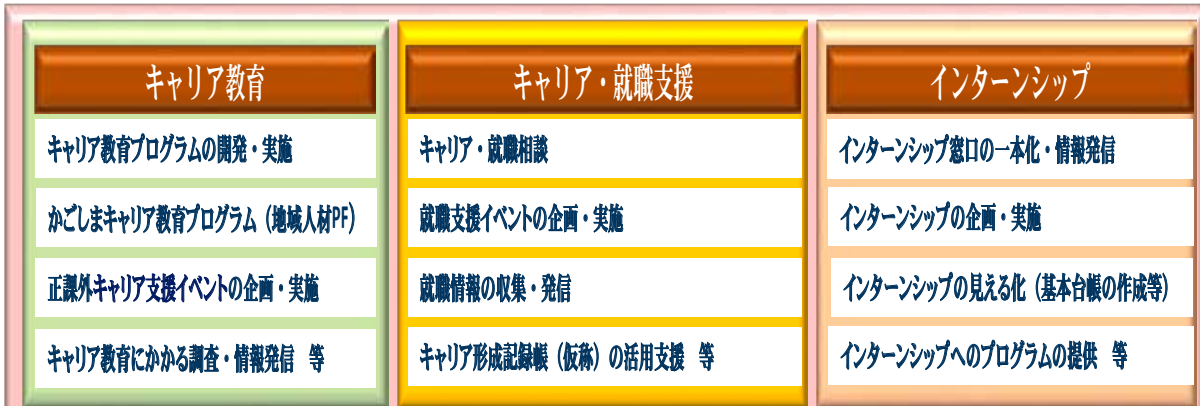 キャリア教育
キャリア教育プログラムの開発・実施
かごしまキャリア教育プログラム（地域人材PF）
正課外キャリア支援イベントの企画・実施
キャリア教育にかかる調査・情報発信　等
キャリア・就職支援
キャリア・就職相談
就職支援イベントの企画・実施
就職情報の収集・発信
キャリア形成記録帳（仮称）の活用支援　等
インターンシップ
インターンシップ窓口の一本化・情報発信
インターンシップの企画・実施
インターンシップの見える化（基本台帳の作成等）
インターンシップへのプログラムの提供　等